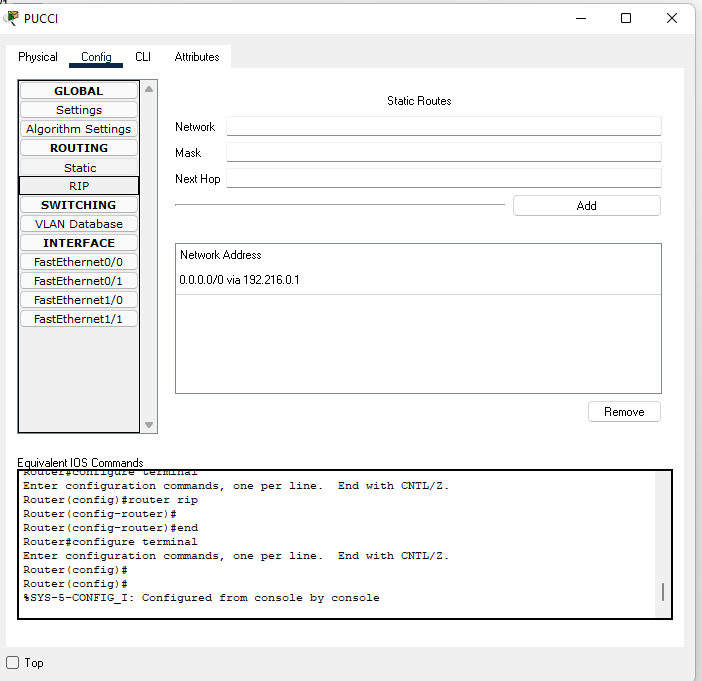 PUCCI
Physical Config CLI Attributes
GLOBAL
Settings
Algorithm Settings
ROUTING
Static
RIP
SWITCHING
VLAN Database
INTERFACE
FastEthernet0/0
FastEthernet0/1
FastEthernet1/0
FastEthernet1/1
Static Routes
Network
Mask
Next Hop
Add
Network Address
0.0.0.0/0 via 192.216.0.1
Remove
Equivalent IOS Commands
Router#configure terminal
Enter configuration commands, one per line.  End with CNTL/Z.
Router(config)#router rip
Router(config-router)#
Router(config-router)#end
Router#configure terminal
Enter configuration commands, one per line.  End with CNTL/Z.
Router(config)#
Router(config)#
%SYS-5-CONFIG_I: Configured from console by console
Top